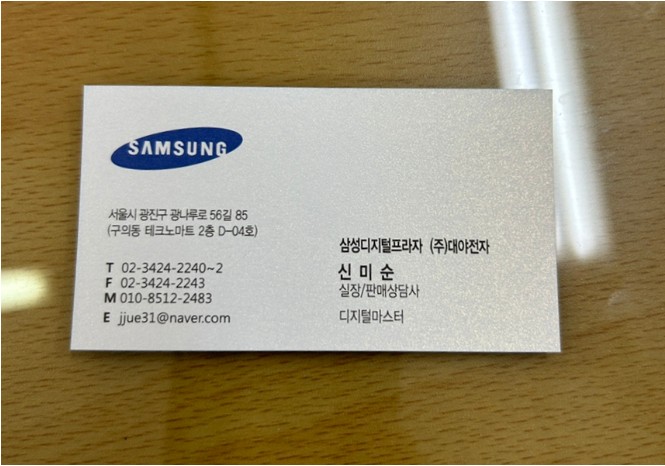 SAMSUNG
서울시 광진구 광나루로 56길 85
(구의동 테크노마트 2층 D-04호)
T 02-3424-2240~2
F 02-3424-2243
M 010-8512-2483
E jjue31@naver.com
삼성디지털프라자 (주)대야전자
신 미 순
실장/판매상담사
디지털마스터